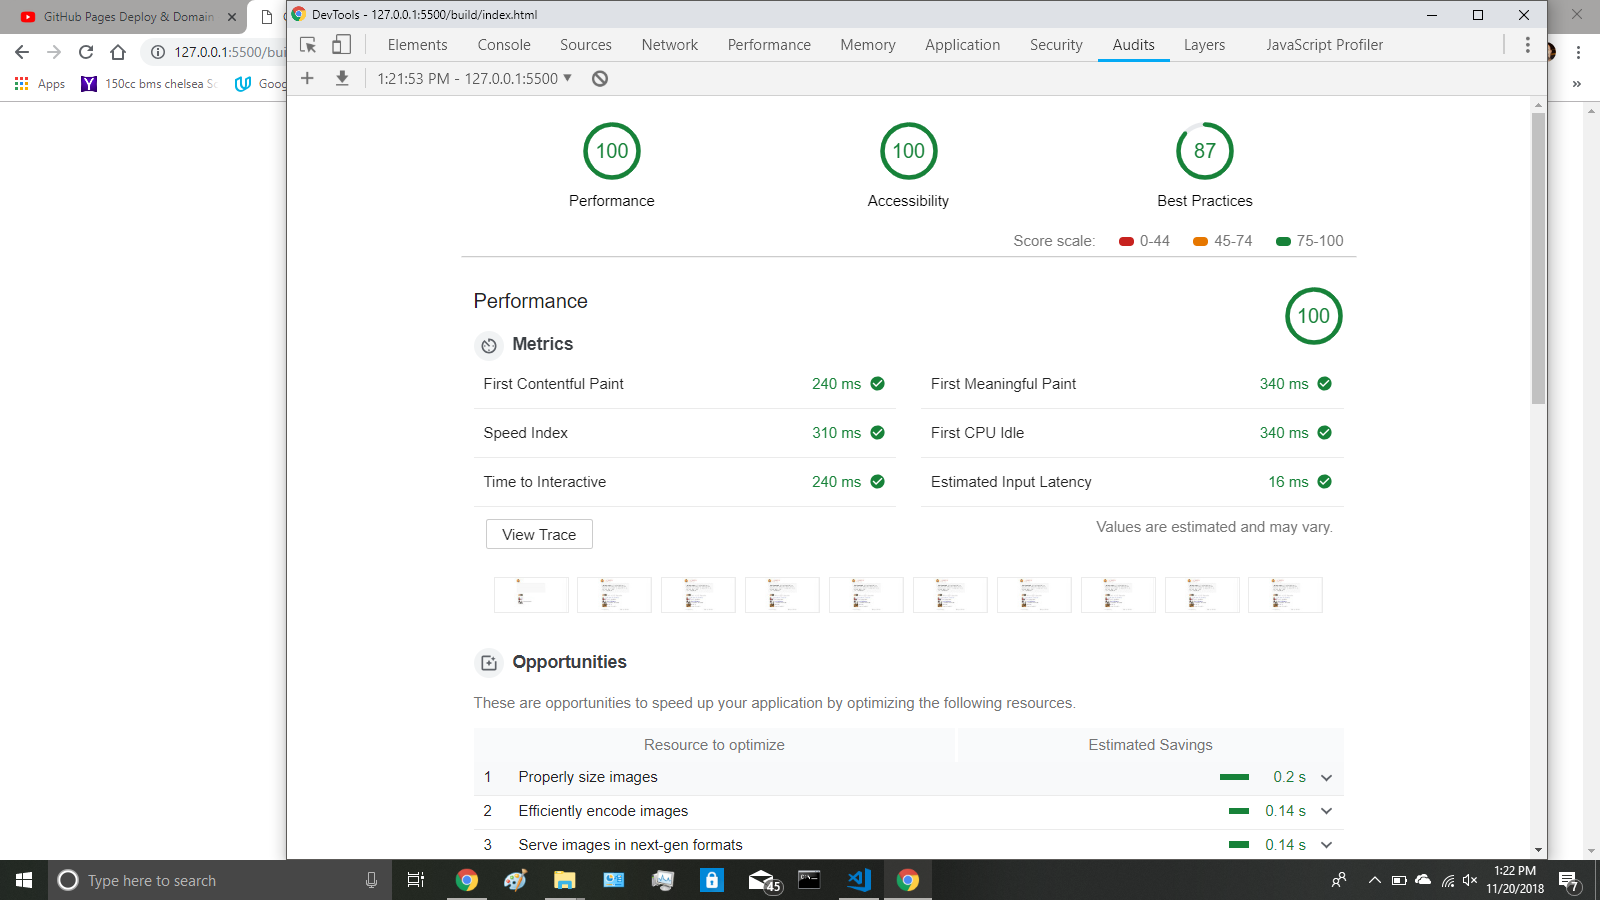 GitHub Pages Deploy & Domain
DevTools - 127.0.0.1:5500/build/index.html
127.0.0.1:5500/bui
Elements Console Sources Network Performance Memory Application Security Audits Layers JavaScript Profiler
Apps 150cc bms chelsea Sc Goog
1:21:53 PM - 127.0.0.1:5500
100 100 87
Performance Accessibility Best Practices
Score scale: 0-44 45-74 75-100
Performance 100
Metrics
First Contentful Paint 240 ms First Meaningful Paint 340 ms
Speed Index 310 ms First CPU Idle 340 ms
Time to Interactive 240 ms Estimated Input Latency 16 ms
View Trace Values are estimated and may vary.
Opportunities
These are opportunities to speed up your application by optimizing the following resources.
Resource to optimize Estimated Savings
1 Properly size images 0.2 s
2 Efficiently encode images 0.14 s
3 Serve images in next-gen formats 0.14 s
Type here to search 45 1:22 PM
11/20/2018 7